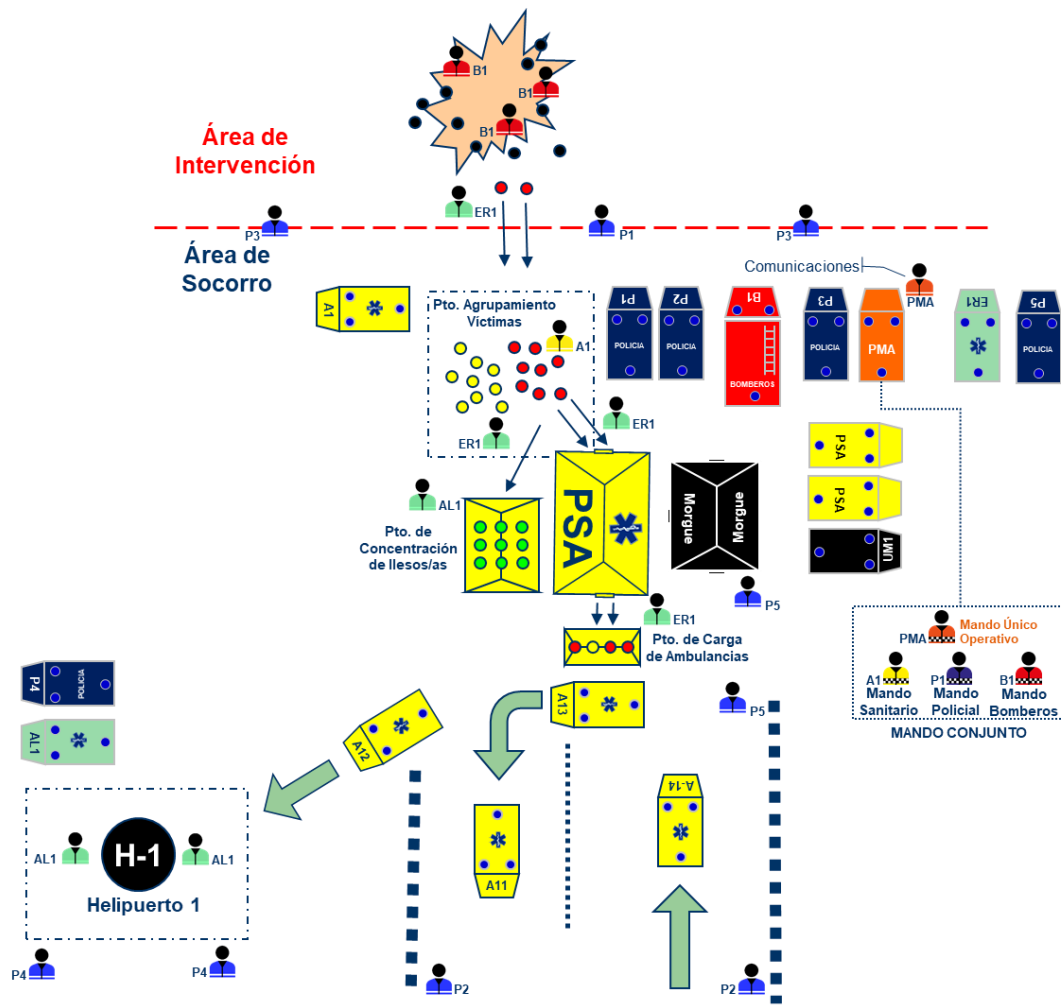 B1
B1
B1
Área de
Intervención
ER1
P3
P1
P3
Área de
Socorro
Comunicaciones
PMA
A1
Pto. Agrupamiento
Víctimas
A1
P1
POLICIA
P2
POLICIA
B1
BOMBEROS
P3
POLICIA
PMA
ER1
P5
POLICIA
ER1
ER1
AL1
Pto. de
Concentración
de Ilesos/as
PSA
Morgue
Morgue
PSA
PSA
UM1
P5
ER1
Pto. de Carga
de Ambulancias
PMA
Mando Único
Operativo
A1
Mando
Sanitario
P1
Mando
Policial
B1
Mando
Bomberos
MANDO CONJUNTO
P4
POLICIA
AL1
A12
A13
P5
A-14
A11
AL1
H-1
AL1
Helipuerto 1
P4
P4
P2
P2